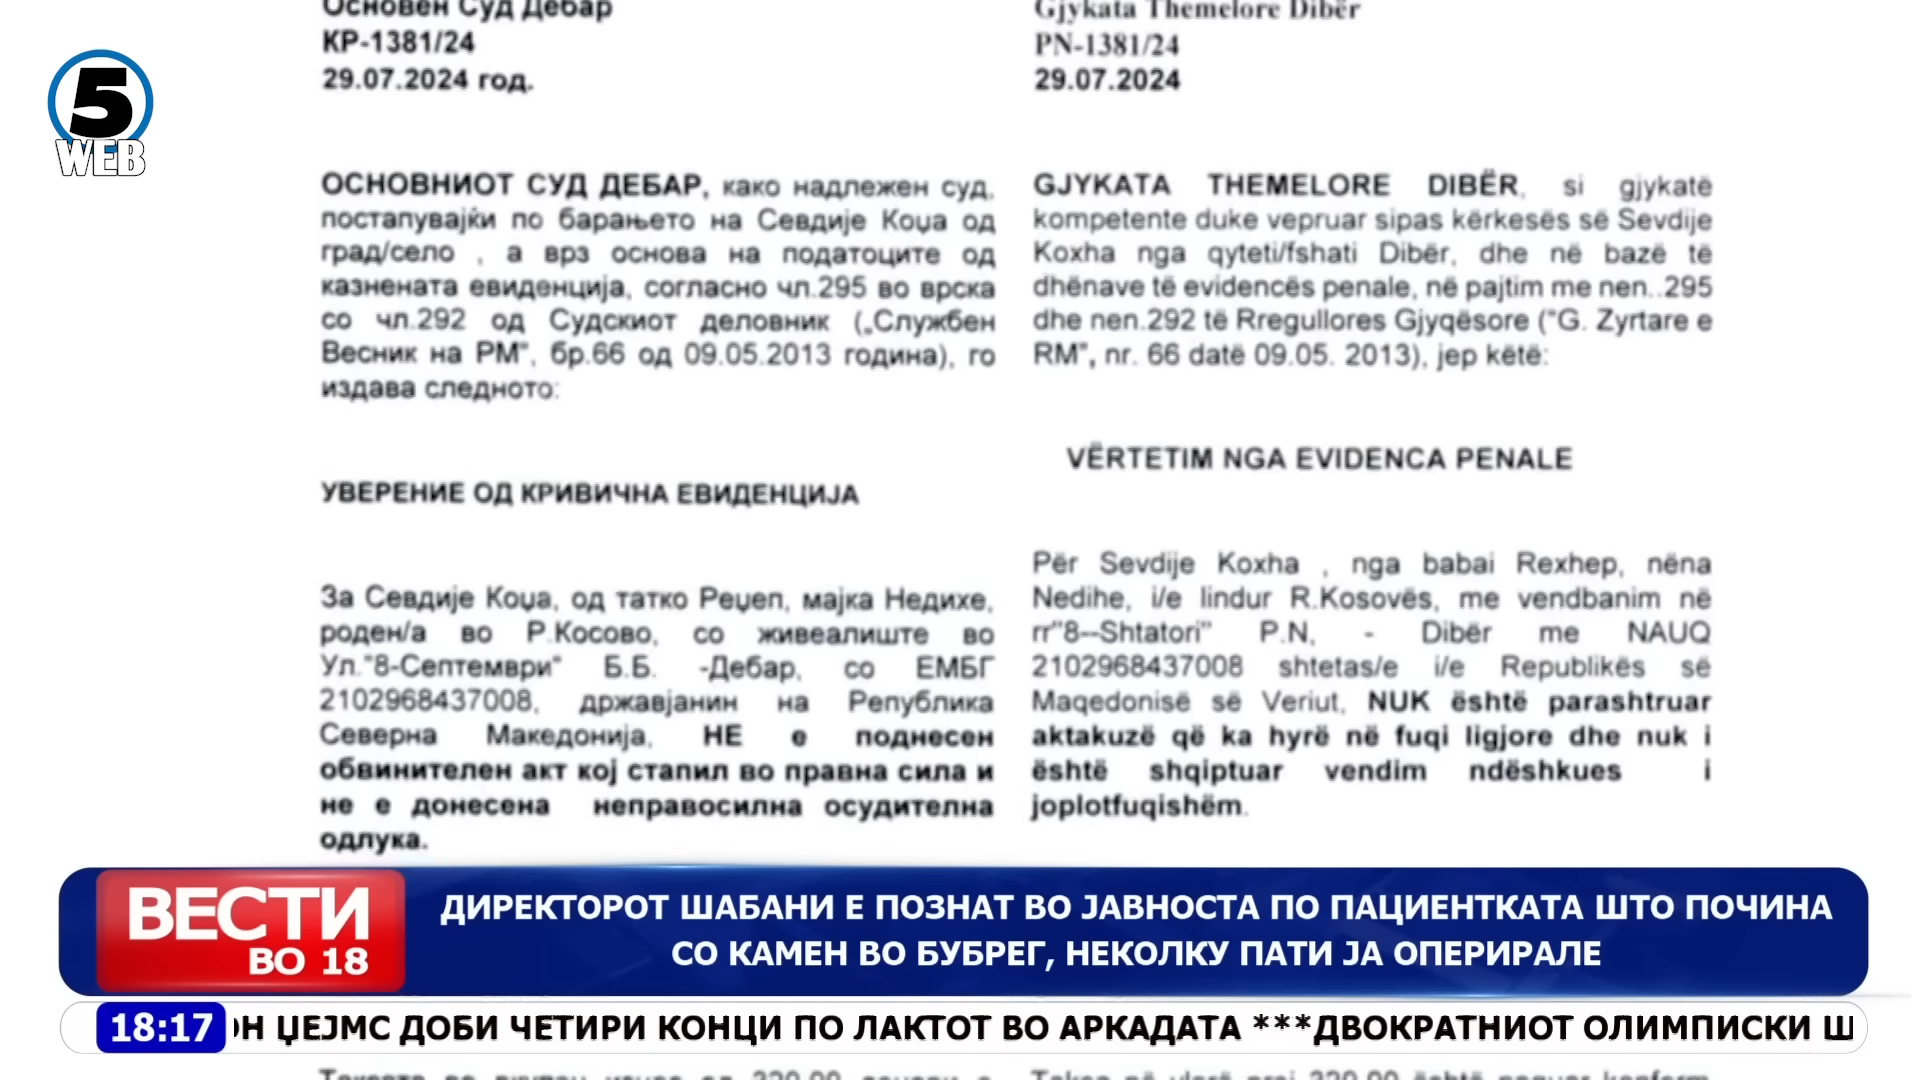 Основен Суд Дебар
КР-1381/24
29.07.2024 год.
5
WEB
ОСНОВНИОТ СУД ДЕБАР, како надлежен суд,
постапувајќи по барањето на Севдије Коџа од
град/село , а врз основа на податоците од
казнената евиденција, согласно чл.295 во врска
со чл.292 од Судскиот деловник („Службен
Весник на РМ", бр.66 од 09.05.2013 година), го
издава следното:
УВЕРЕНИЕ ОД КРИВИЧНА ЕВИДЕНЦИЈА
За Севдије Коџа, од татко Реџеп, мајка Недихе,
роден/а во Р.Косово, со живеалиште во
Ул."8-Септември" Б.Б. -Дебар, со ЕМБГ
2102968437008, државјанин на Република
Северна Македонија, НЕ е поднесен
обвинителен акт кој стапил во правна сила и
не е донесена неправосилна осудителна
одлука.
Gjykata Themelore Dibër
PN-1381/24
29.07.2024
GJYKATA THEMELORE DIBËR, si gjykatë
kompetente duke vepruar sipas kërkesës së Sevdije
Koxha nga qyteti/fshati Dibër, dhe në bazë të
dhënave të evidencës penale, në pajtim me nen..295
dhe nen.292 të Rregullores Gjyqësore ("G. Zyrtare e
RM", nr. 66 datë 09.05. 2013), jep këtë:
VËRTETIM NGA EVIDENCA PENALE
Për Sevdije Koxha , nga babai Rexhep, nëna
Nedihe, i/e lindur R.Kosovës, me vendbanim në
rr"8--Shtatori" P.N, - Dibër me NAUQ
2102968437008 shtetas/e i/e Republikës së
Maqedonisë së Veriut, NUK është parashtruar
aktakuzë që ka hyrë në fuqi ligjore dhe nuk i
është shqiptuar vendim ndëshkues i
joplotfuqishëm.
ВЕСТИ
ВО 18
ДИРЕКТОРОТ ШАБАНИ Е ПОЗНАТ ВО ЈАВНОСТА ПО ПАЦИЕНТКАТА ШТО ПОЧИНА
СО КАМЕН ВО БУБРЕГ, НЕКОЛКУ ПАТИ ЈА ОПЕРИРАЛЕ
18:17
ОН ЏЕЈМС ДОБИ ЧЕТИРИ КОНЦИ ПО ЛАКТОТ ВО АРКАДАТА ***ДВОКРАТНИОТ ОЛИМПИСКИ Ш